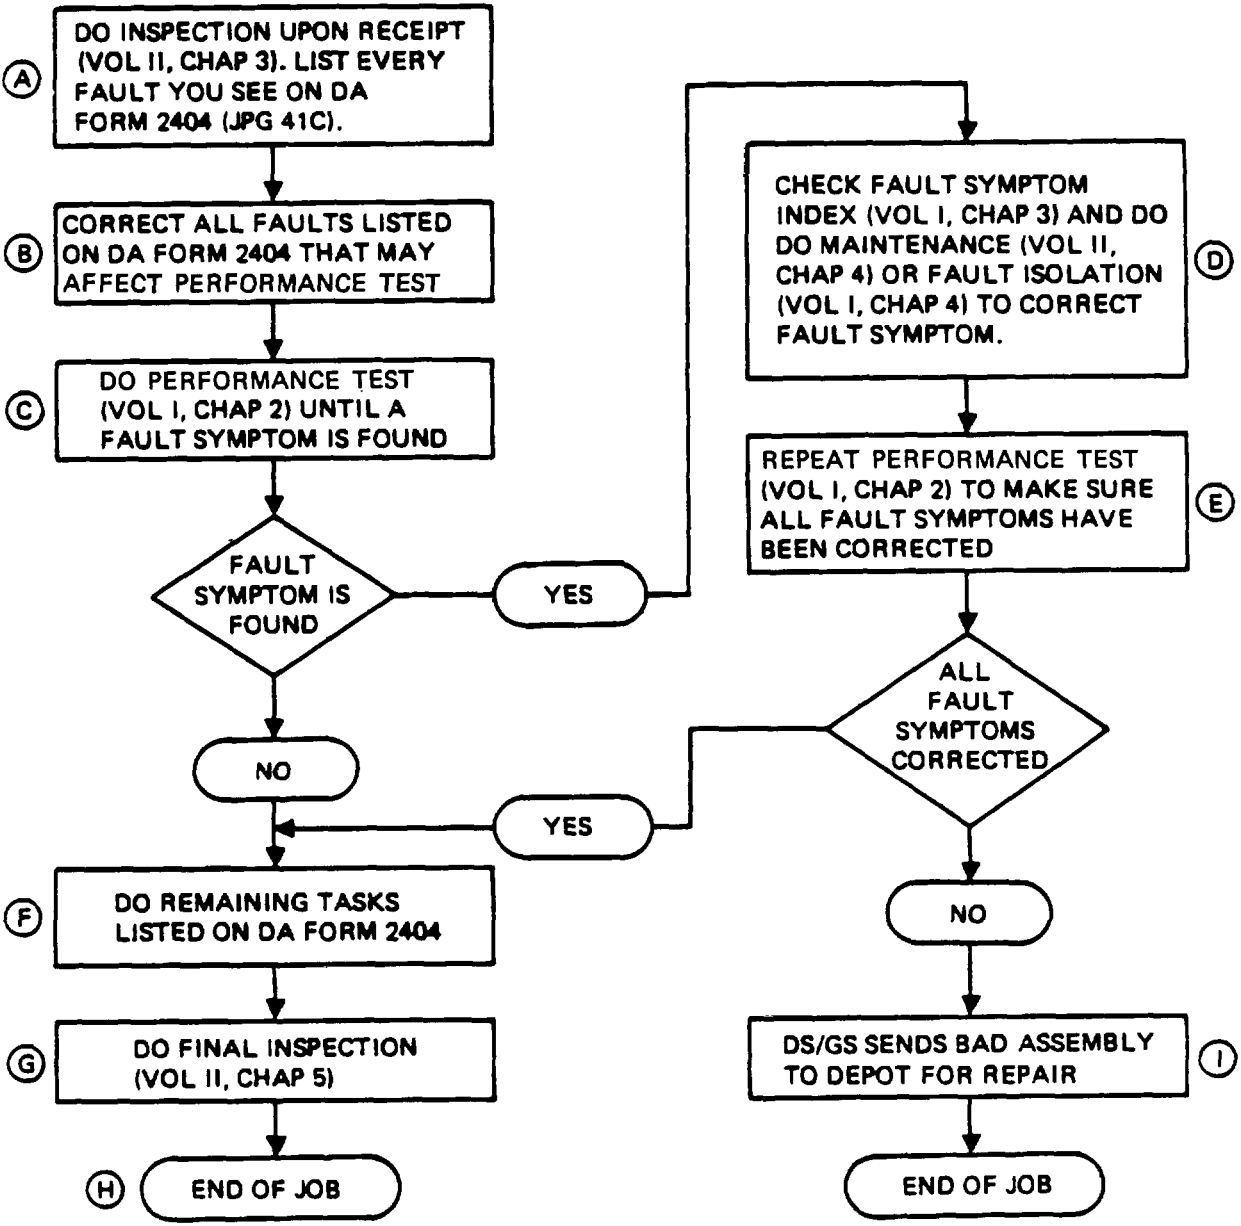 A
DO INSPECTION UPON RECEIPT
(VOL II, CHAP 3). LIST EVERY
FAULT YOU SEE ON DA
FORM 2404 (JPG 41C).
B
CORRECT ALL FAULTS LISTED
ON DA FORM 2404 THAT MAY
AFFECT PERFORMANCE TEST
C
DO PERFORMANCE TEST
(VOL I, CHAP 2) UNTIL A
FAULT SYMPTOM IS FOUND
FAULT
SYMPTOM IS
FOUND
YES
NO
D
CHECK FAULT SYMPTOM
INDEX (VOL I, CHAP 3) AND DO
DO MAINTENANCE (VOL II,
CHAP 4) OR FAULT ISOLATION
(VOL I, CHAP 4) TO CORRECT
FAULT SYMPTOM.
E
REPEAT PERFORMANCE TEST
(VOL I, CHAP 2) TO MAKE SURE
ALL FAULT SYMPTOMS HAVE
BEEN CORRECTED
ALL
FAULT
SYMPTOMS
CORRECTED
YES
NO
F
DO REMAINING TASKS
LISTED ON DA FORM 2404
G
DO FINAL INSPECTION
(VOL II, CHAP 5)
H
END OF JOB
I
DS/GS SENDS BAD ASSEMBLY
TO DEPOT FOR REPAIR
END OF JOB